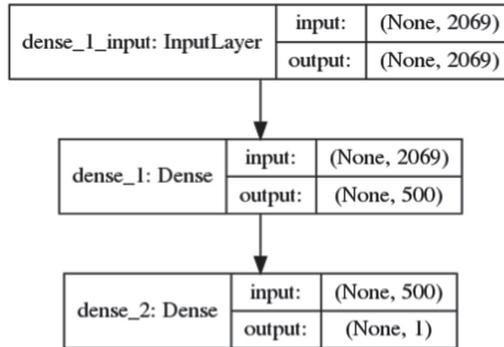 dense_1_input: InputLayer
input: (None, 2069)
output: (None, 2069)
dense_1: Dense
input: (None, 2069)
output: (None, 500)
dense_2: Dense
input: (None, 500)
output: (None, 1)